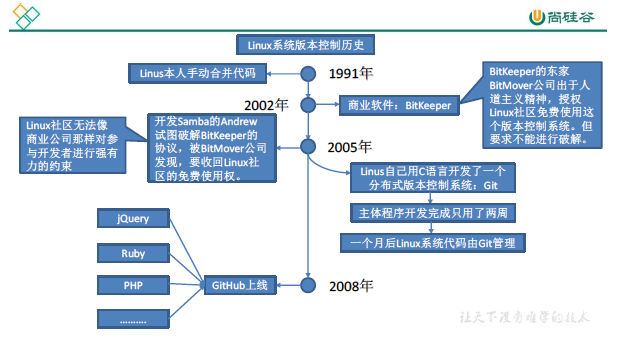 尚硅谷
Linux系统版本控制历史
Linus本人手动合并代码
1991年
2002年
商业软件：BitKeeper
BitKeeper的东家
BitMover公司出于人
道主义精神，授权
Linux社区免费使用这
个版本控制系统。但
要求不能进行破解。
Linux社区无法像
商业公司那样对参
与开发者进行强有
力的约束
开发Samba的Andrew
试图破解BitKeeper的
协议，被BitMover公司
发现，要收回Linux社
区的免费使用权。
2005年
Linus自己用C语言开发了一个
分布式版本控制系统：Git
主体程序开发完成只用了两周
一个月后Linux系统代码由Git管理
jQuery
Ruby
PHP
..........
GitHub上线
2008年
让天下没有难学的技术